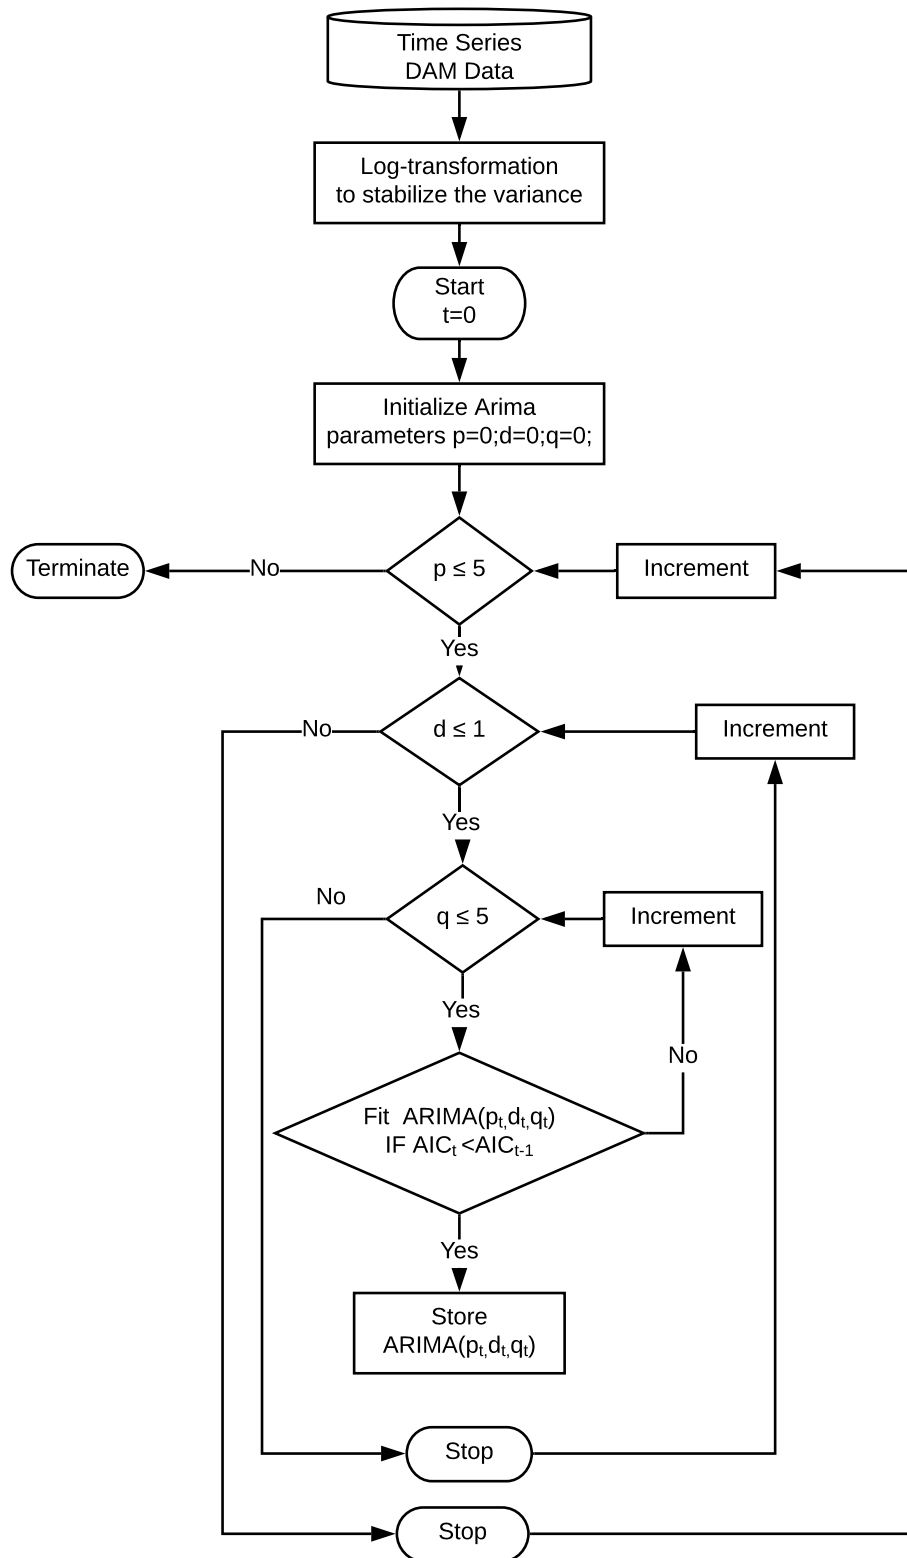 Time Series
DAM Data
Log-transformation
to stabilize the variance
Start
t=0
Initialize Arima
parameters p=0;d=0;q=0;
Terminate
No
p ≤ 5
Increment
Yes
No
d ≤ 1
Increment
Yes
No
q ≤ 5
Increment
Yes
No
Fit ARIMA(pt,dt,qt)
IF AICt <AICt-1
Yes
Store
ARIMA(pt,dt,qt)
Stop
Stop